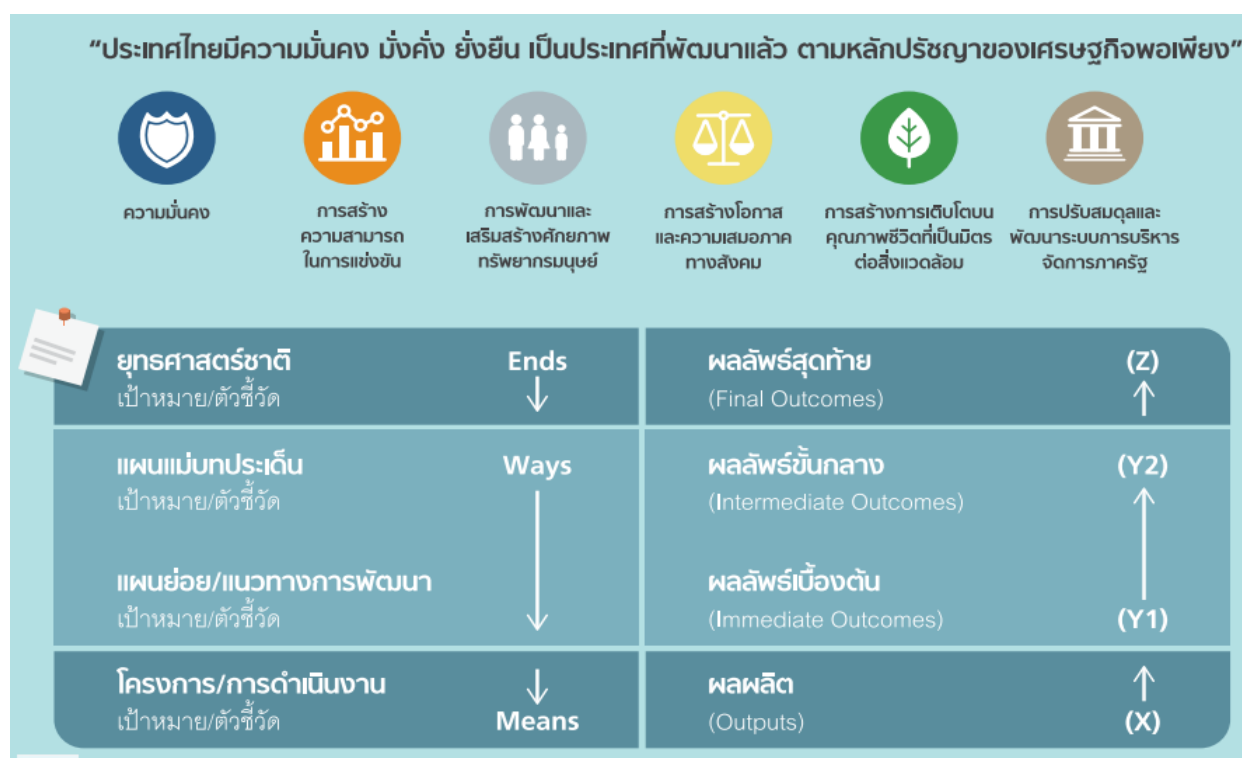 “ประเทศไทยมีความมั่นคง มั่งคั่ง ยั่งยืน เป็นประเทศที่พัฒนาแล้ว ตามหลักปรัชญาของเศรษฐกิจพอเพียง”
ความมั่นคง
การสร้าง
ความสามารถ
ในการแข่งขัน
การพัฒนาและ
เสริมสร้างศักยภาพ
ทรัพยากรมนุษย์
การสร้างโอกาส
และความเสมอภาค
ทางสังคม
การสร้างการเติบโตบน
คุณภาพชีวิตที่เป็นมิตร
ต่อสิ่งแวดล้อม
การปรับสมดุลและ
พัฒนาระบบการบริหาร
จัดการภาครัฐ
ยุทธศาสตร์ชาติ Ends
เป้าหมาย/ตัวชี้วัด
ผลลัพธ์สุดท้าย (Z)
(Final Outcomes)
แผนแม่บทประเด็น Ways
เป้าหมาย/ตัวชี้วัด
ผลลัพธ์ขั้นกลาง (Y2)
(Intermediate Outcomes)
แผนย่อย/แนวทางการพัฒนา
เป้าหมาย/ตัวชี้วัด
ผลลัพธ์เบื้องต้น
(Immediate Outcomes) (Y1)
โครงการ/การดำเนินงาน
เป้าหมาย/ตัวชี้วัด Means
ผลผลิต
(Outputs) (X)